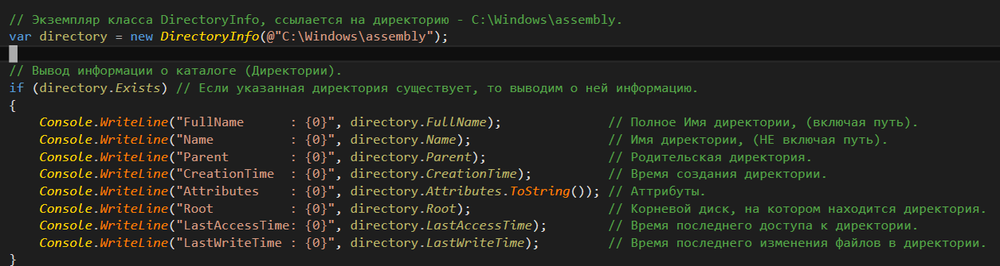 // Экземпляр класса DirectoryInfo, ссылается на директорию - C:\Windows\assembly.
var directory = new DirectoryInfo(@"C:\Windows\assembly");
// Вывод информации о каталоге (Директории).
if (directory.Exists) // Если указанная директория существует, то выводим о ней информацию.
{
    Console.WriteLine("FullName      : {0}", directory.FullName);              // Полное Имя директории, (включая путь).
    Console.WriteLine("Name          : {0}", directory.Name);                  // Имя директории, (НЕ включая путь).
    Console.WriteLine("Parent        : {0}", directory.Parent);                // Родительская директория.
    Console.WriteLine("CreationTime  : {0}", directory.CreationTime);          // Время создания директории.
    Console.WriteLine("Attributes    : {0}", directory.Attributes.ToString()); // Аттрибуты.
    Console.WriteLine("Root          : {0}", directory.Root);                  // Корневой диск, на котором находится директория.
    Console.WriteLine("LastAccessTime: {0}", directory.LastAccessTime);        // Время последнего доступа к директории.
    Console.WriteLine("LastWriteTime : {0}", directory.LastWriteTime);         // Время последнего изменения файлов в директории.
}